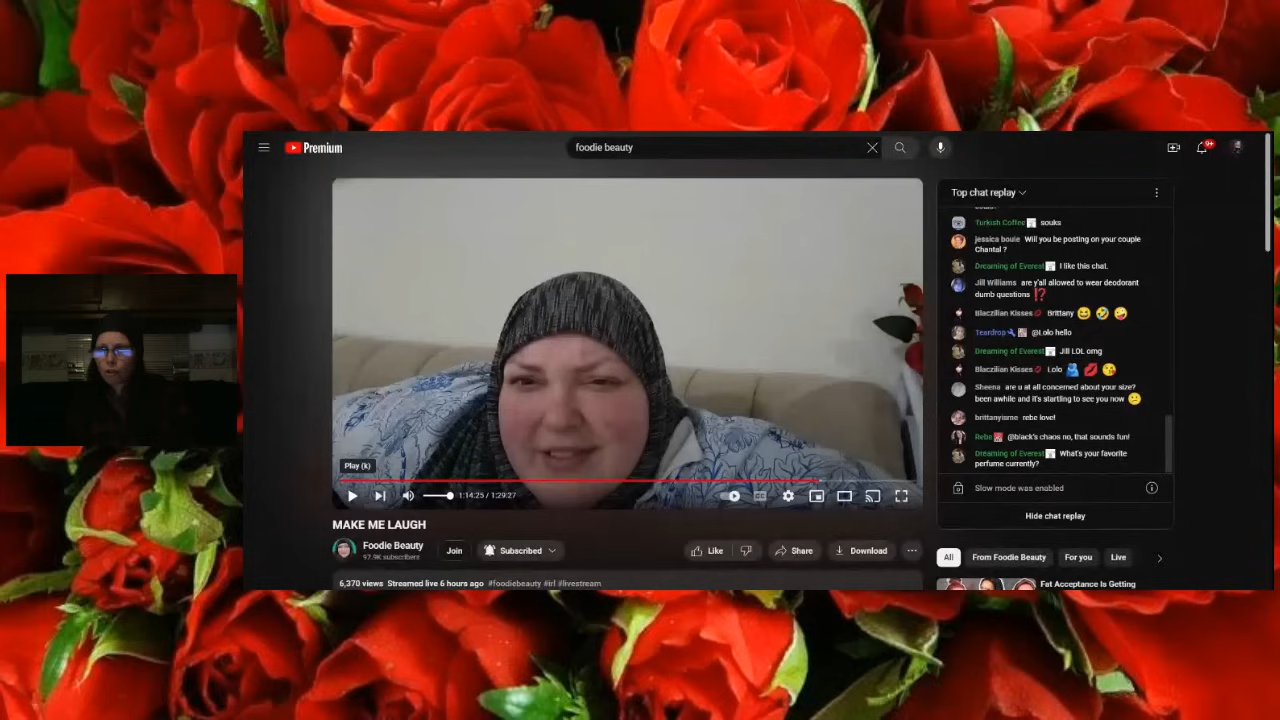 Premium
foodie beauty
9+
Top chat replay
Turkish Coffee souks
jessica bouie Will you be posting on your couple
Chantal ?
Dreaming of Everest I like this chat.
Jill Williams are y'all allowed to wear deodorant
dumb questions ⁉️
Blaczilian Kisses Brittany 😆 🤣 🤪
Teardrop @Lolo hello
Dreaming of Everest Jill LOL omg
Blaczilian Kisses Lolo 🫂 💋 😘
Sheena are u at all concerned about your size?
been awhile and it's startling to see you now 🙁
brittanyisme rebe love!
Rebe @black's chaos no, that sounds fun!
Dreaming of Everest What's your favorite
perfume currently?
Slow mode was enabled
Hide chat replay
Play (k)
1:14:25 / 1:29:27
MAKE ME LAUGH
Foodie Beauty
97.9K subscribers
Join
Subscribed
Like
Share
Download
6,370 views Streamed live 6 hours ago #foodiebeauty #irl #livestream
All
From Foodie Beauty
For you
Live
Fat Acceptance Is Getting